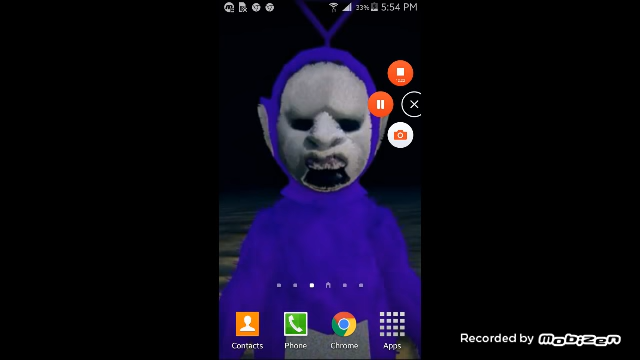 33% 5:54 PM
Contacts Phone Chrome Apps
Recorded by mobizen